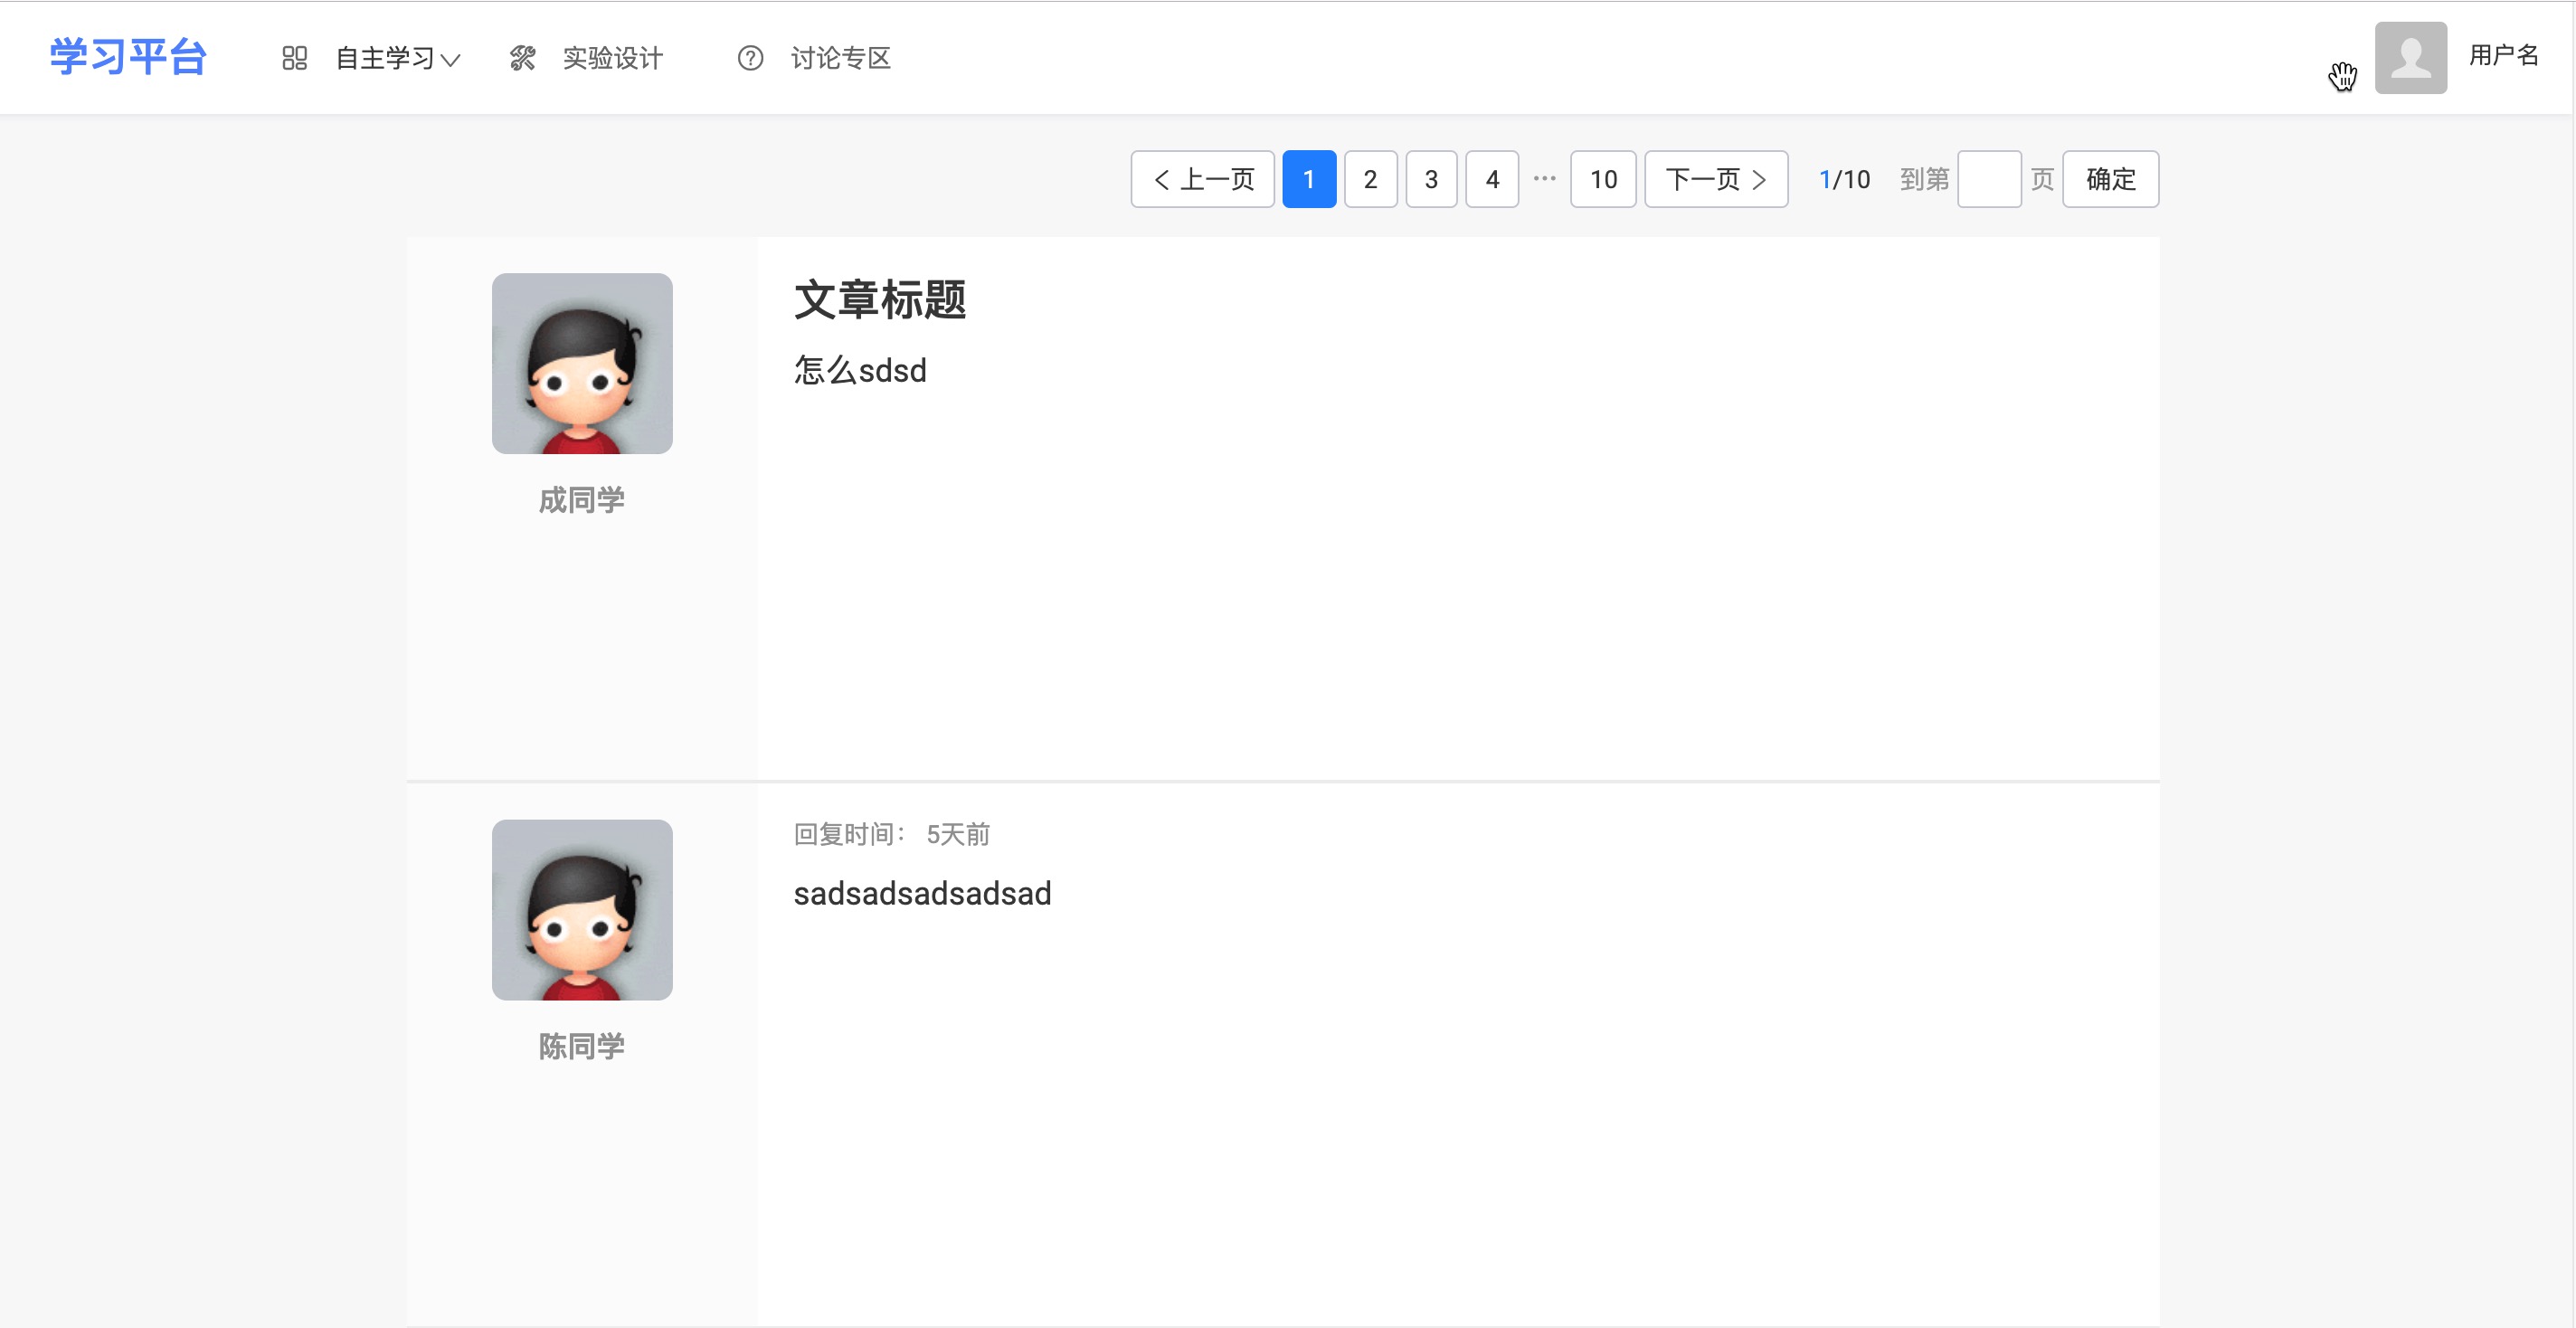 学习平台 自主学习 实验设计 讨论专区 用户名
上一页 1 2 3 4 ··· 10 下一页 1/10 到第 页 确定
文章标题
怎么sdsd
成同学
回复时间： 5天前
sadsadsadsadsad
陈同学